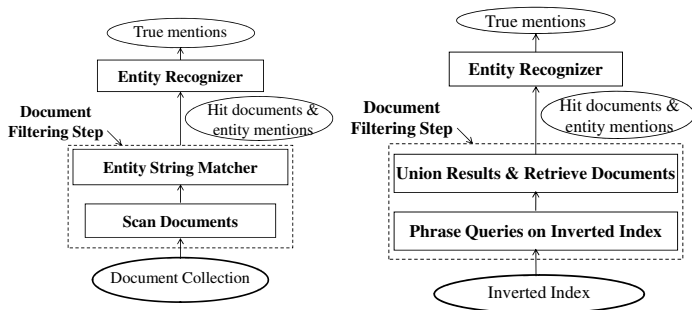 True mentions
Entity Recognizer
Document
Filtering Step
Hit documents &
entity mentions
Entity String Matcher
Scan Documents
Document Collection
True mentions
Entity Recognizer
Document
Filtering Step
Hit documents &
entity mentions
Union Results & Retrieve Documents
Phrase Queries on Inverted Index
Inverted Index